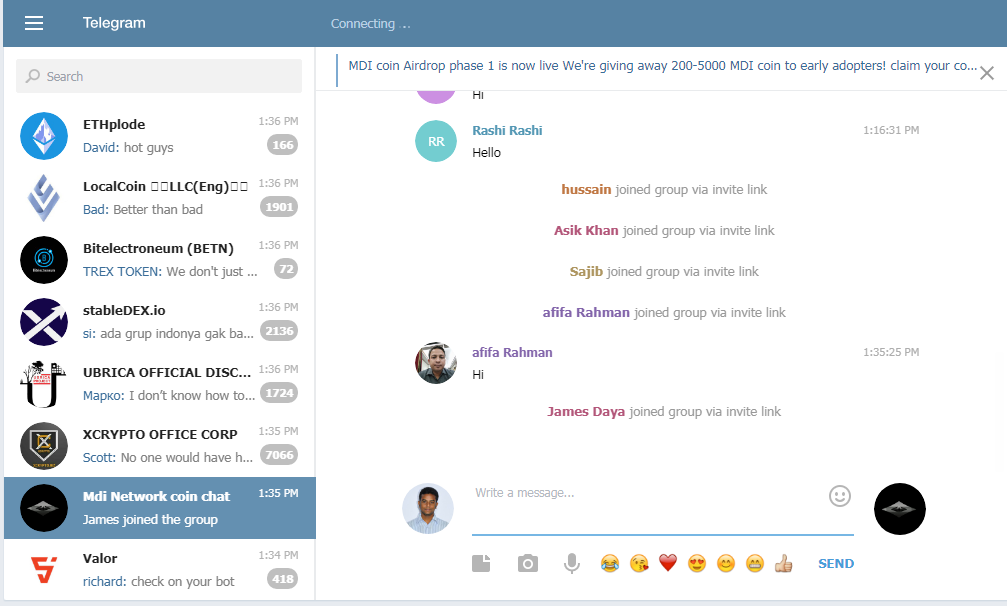 Telegram
Connecting ...
Search
MDI coin Airdrop phase 1 is now live We're giving away 200-5000 MDI coin to early adopters! claim your co...
ETHplode 1:36 PM
David: hot guys 166
LocalCoin LLC(Eng) 1:36 PM
Bad: Better than bad 1901
Bitelectroneum (BETN) 1:36 PM
TREX TOKEN: We don't just ... 72
stableDEX.io 1:36 PM
si: ada grup indonya gak ba... 2136
UBRICA OFFICIAL DISC... 1:36 PM
Марко: I don’t know how to... 1724
XCRYPTO OFFICE CORP 1:35 PM
Scott: No one would have h... 7066
Mdi Network coin chat 1:35 PM
James joined the group
Valor 1:34 PM
richard: check on your bot 418
Hi
RR
Rashi Rashi 1:16:31 PM
Hello
hussain joined group via invite link
Asik Khan joined group via invite link
Sajib joined group via invite link
afifa Rahman joined group via invite link
afifa Rahman 1:35:25 PM
Hi
James Daya joined group via invite link
Write a message...
SEND